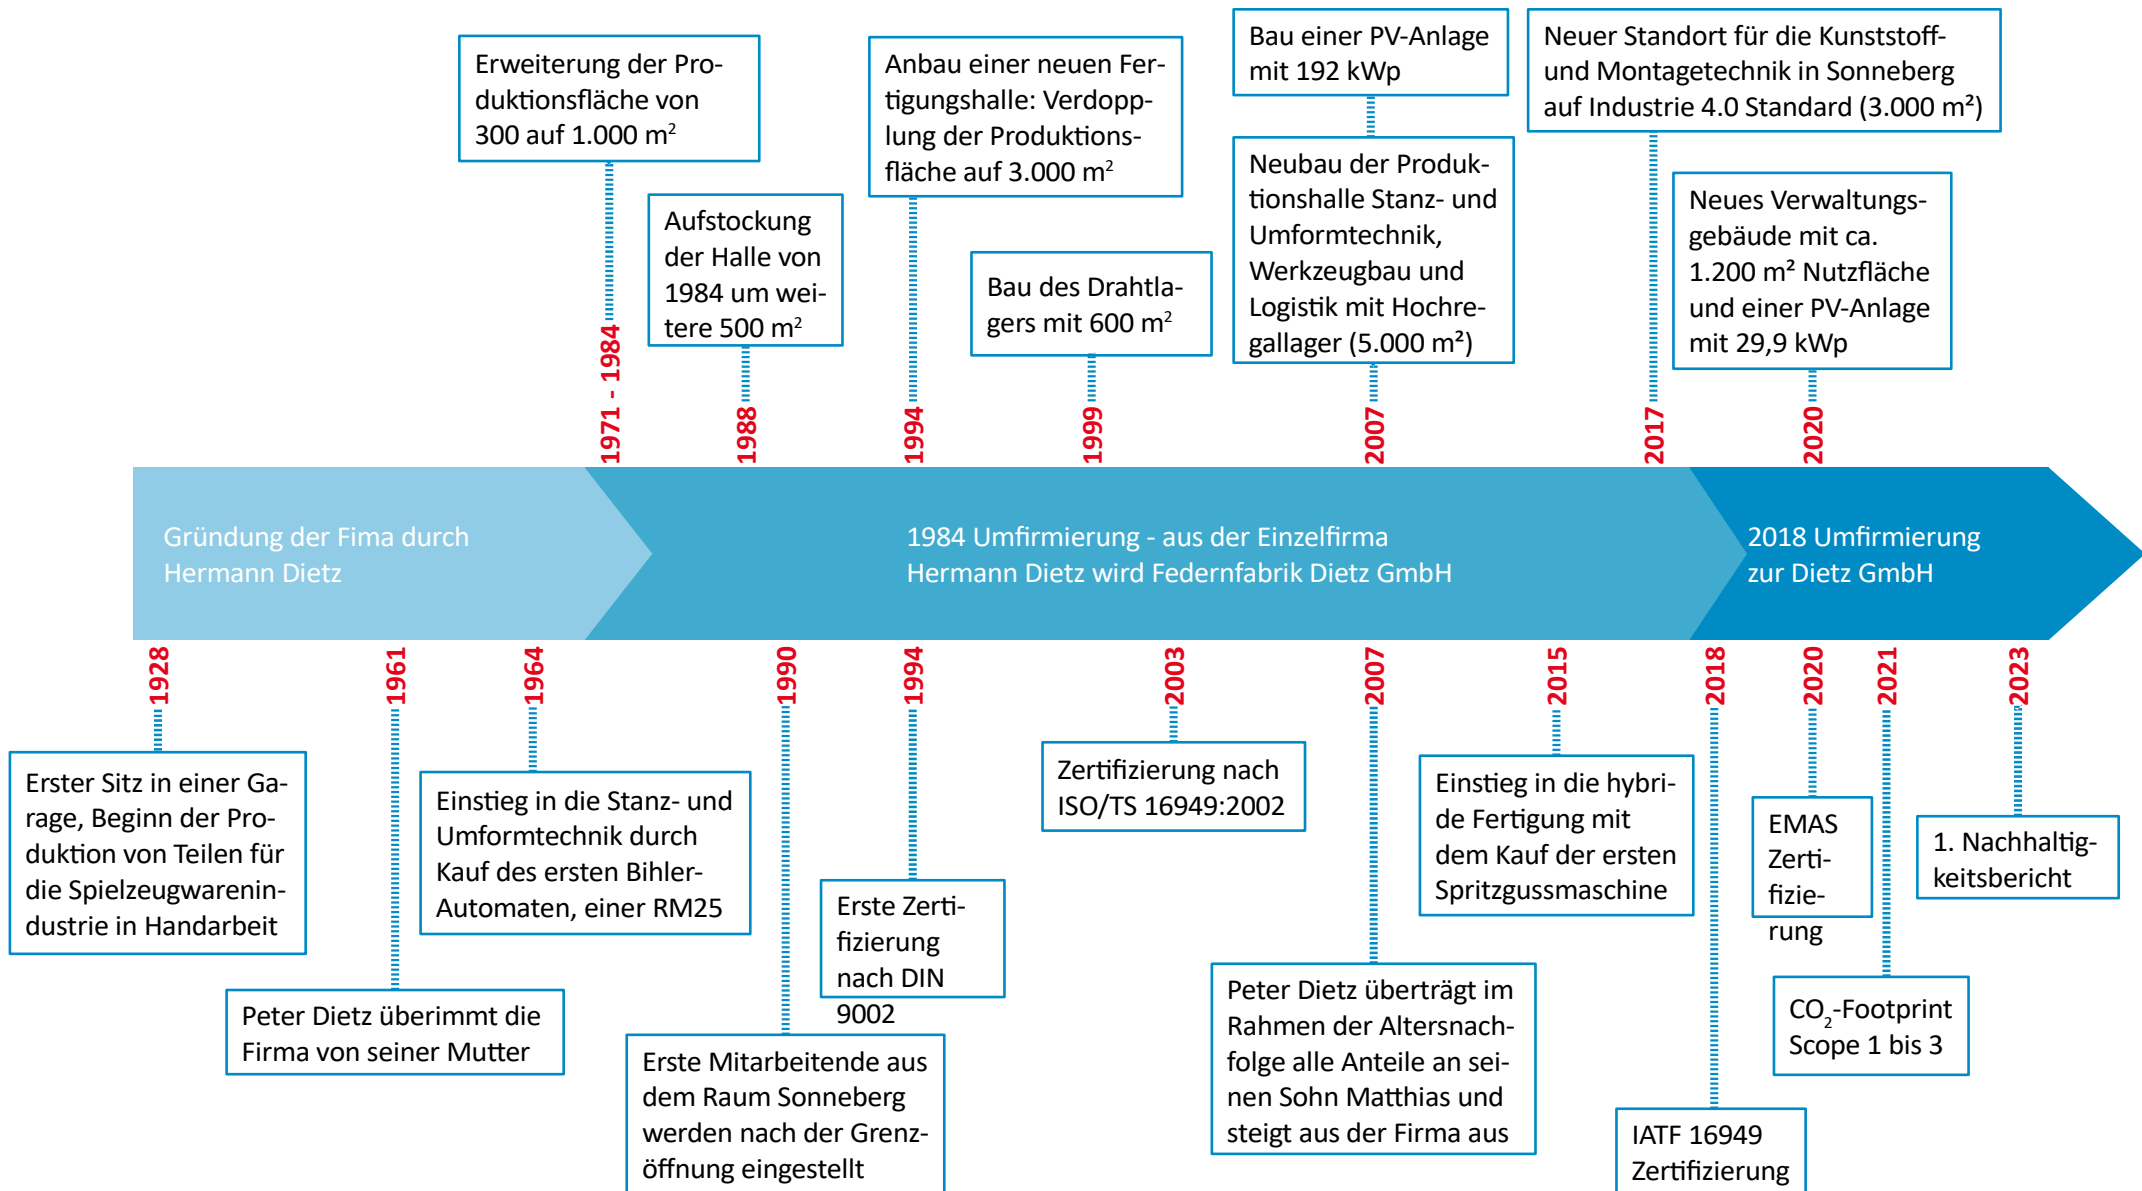 Erweiterung der Pro-
duktionsfläche von
300 auf 1.000 m²
1971 - 1984
Aufstockung
der Halle von
1984 um wei-
tere 500 m²
1988
Anbau einer neuen Fer-
tigungshalle: Verdopp-
lung der Produktions-
fläche auf 3.000 m²
1994
Bau des Drahtla-
gers mit 600 m²
1999
Bau einer PV-Anlage
mit 192 kWp
Neubau der Produk-
tionshalle Stanz- und
Umformtechnik,
Werkzeugbau und
Logistik mit Hochre-
gallager (5.000 m²)
2007
Neuer Standort für die Kunststoff-
und Montagetechnik in Sonneberg
auf Industrie 4.0 Standard (3.000 m²)
2017
Neues Verwaltungs-
gebäude mit ca.
1.200 m² Nutzfläche
und einer PV-Anlage
mit 29,9 kWp
2020
Gründung der Fima durch
Hermann Dietz
1984 Umfirmierung - aus der Einzelfirma
Hermann Dietz wird Federnfabrik Dietz GmbH
2018 Umfirmierung
zur Dietz GmbH
1928
Erster Sitz in einer Ga-
rage, Beginn der Pro-
duktion von Teilen für
die Spielzeugwarenin-
dustrie in Handarbeit
1961
Peter Dietz überimmt die
Firma von seiner Mutter
1964
Einstieg in die Stanz- und
Umformtechnik durch
Kauf des ersten Bihler-
Automaten, einer RM25
1990
Erste Mitarbeitende aus
dem Raum Sonneberg
werden nach der Grenz-
öffnung eingestellt
1994
Erste Zerti-
fizierung
nach DIN
9002
2003
Zertifizierung nach
ISO/TS 16949:2002
2007
Peter Dietz überträgt im
Rahmen der Altersnach-
folge alle Anteile an sei-
nen Sohn Matthias und
steigt aus der Firma aus
2015
Einstieg in die hybri-
de Fertigung mit
dem Kauf der ersten
Spritzgussmaschine
2018
IATF 16949
Zertifizierung
2020
EMAS
Zerti-
fizie-
rung
2021
CO₂-Footprint
Scope 1 bis 3
2023
1. Nachhaltig-
keitsbericht